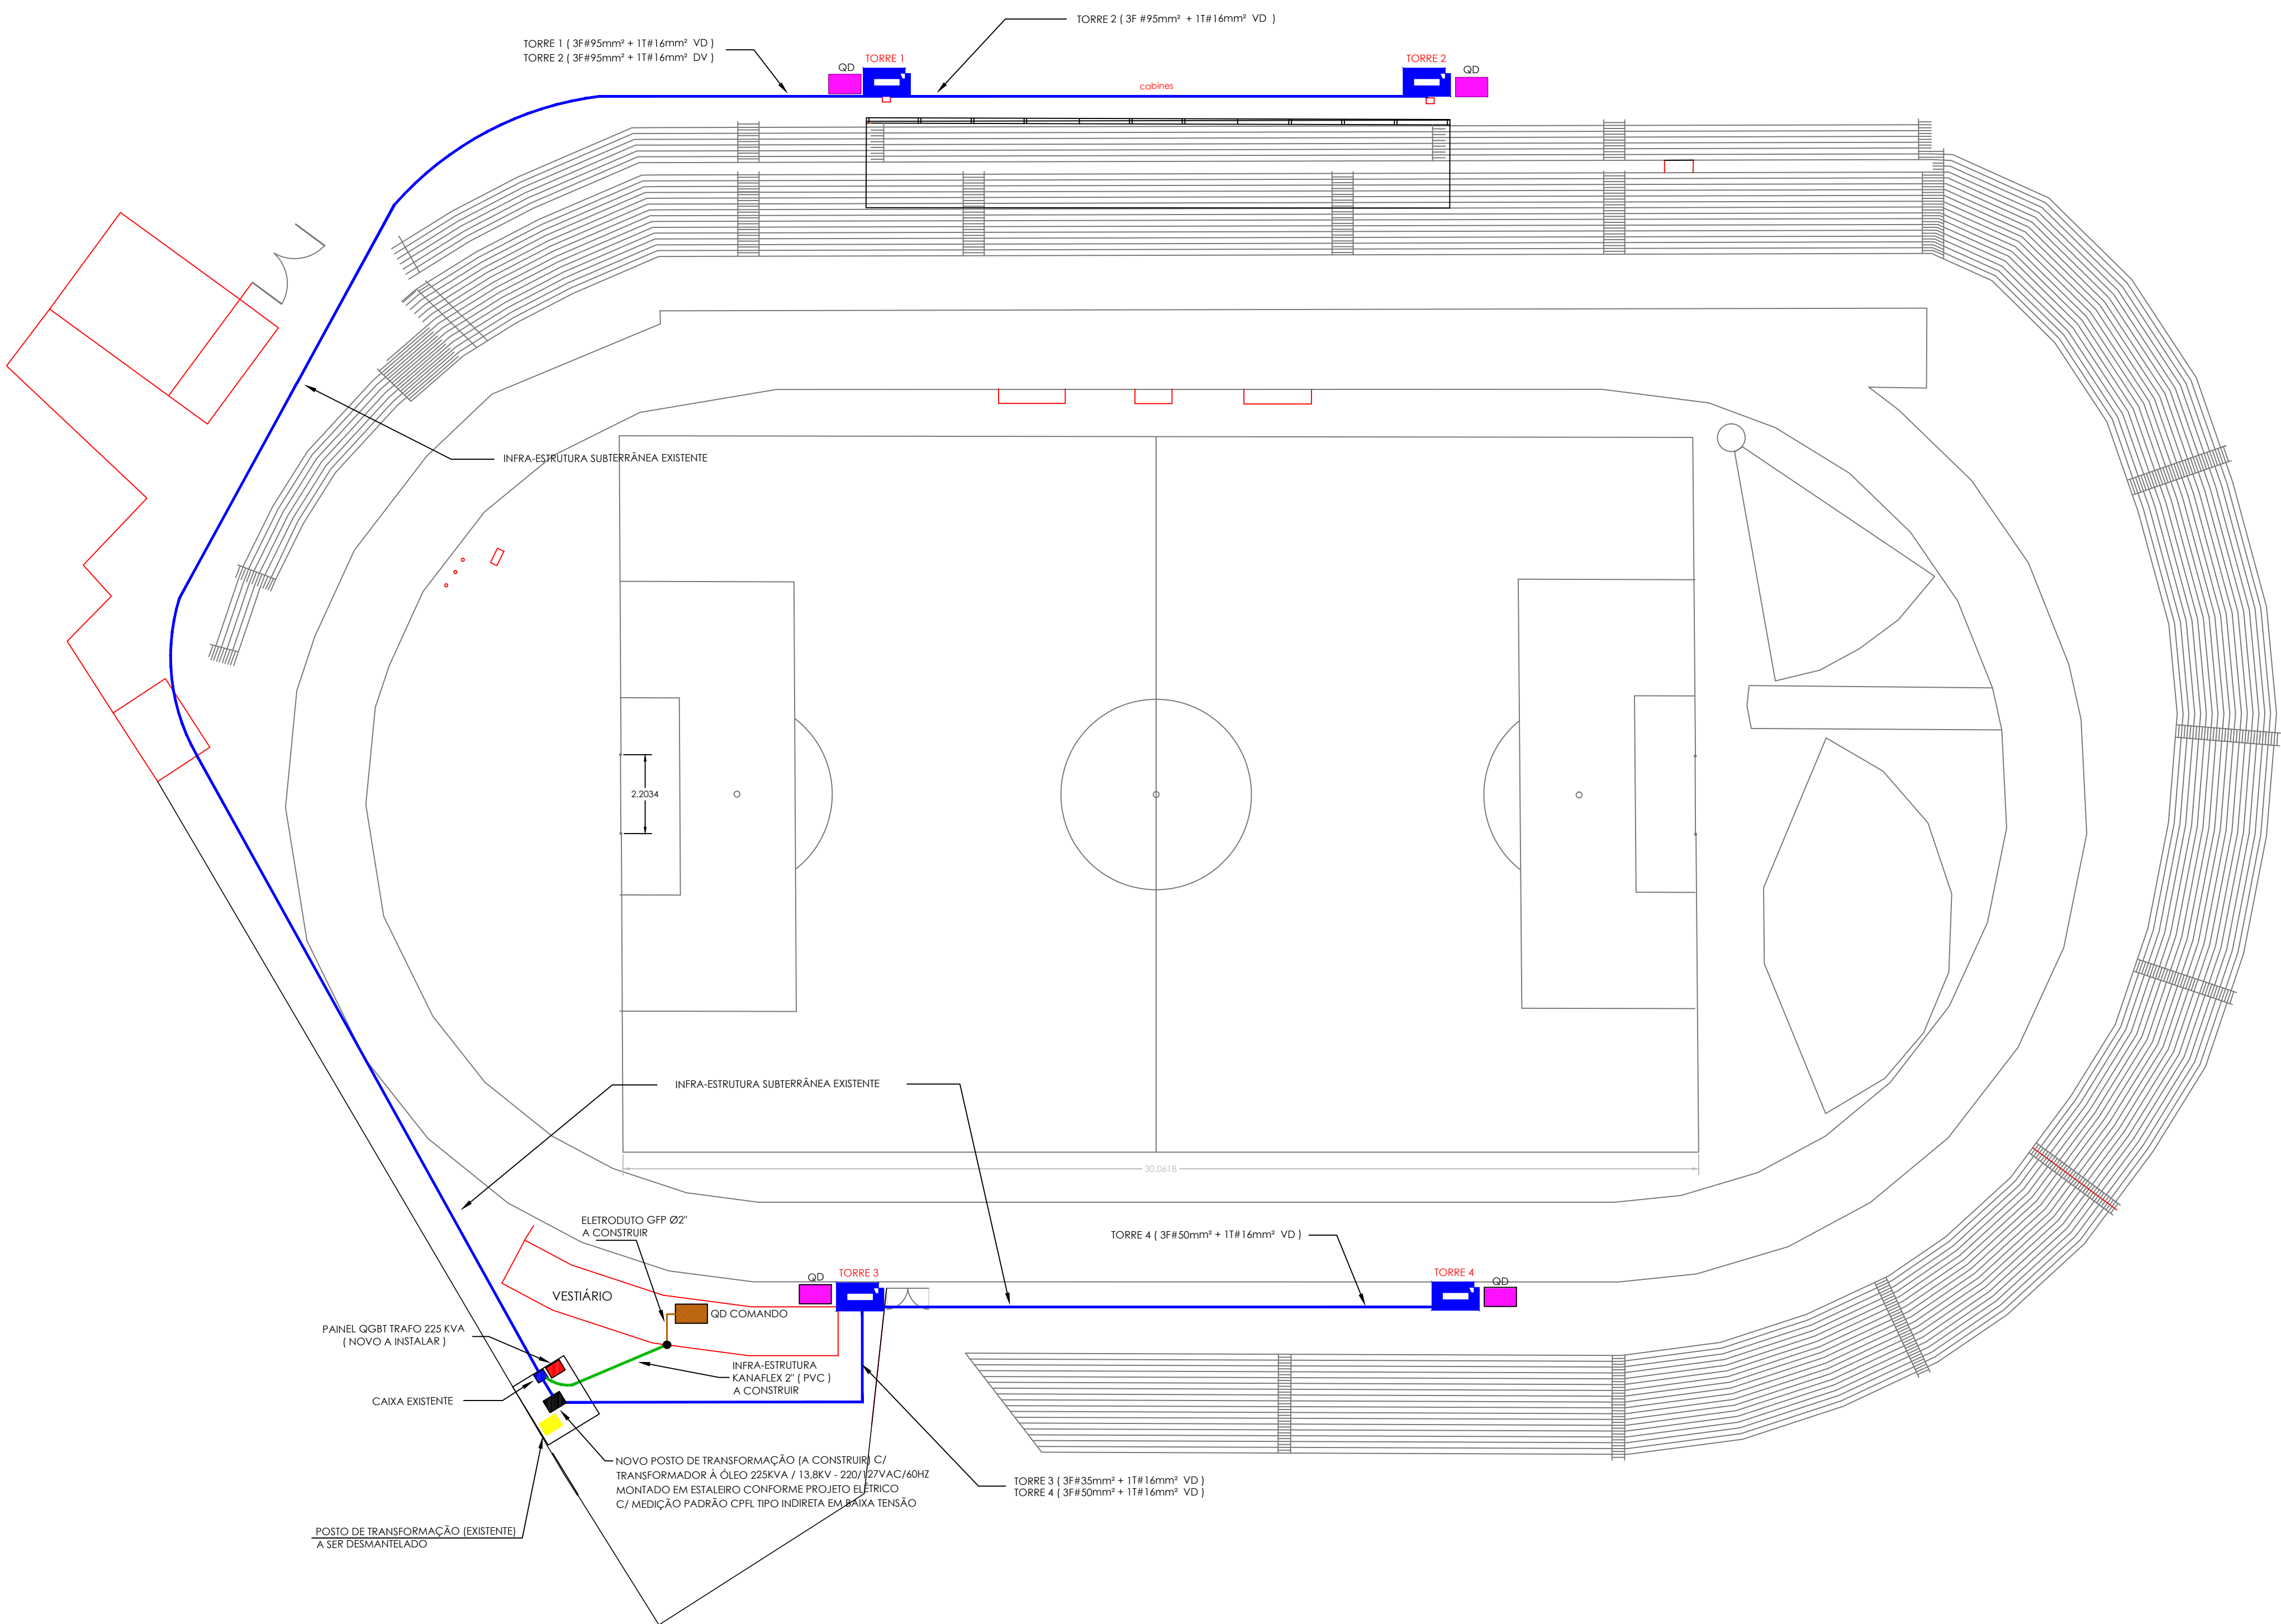 TORRE 2 ( 3F #95mm² + 1T#16mm² VD )
TORRE 1 ( 3F#95mm² + 1T#16mm² VD )
TORRE 2 ( 3F#95mm² + 1T#16mm² DV )
QD
TORRE 1
TORRE 2
QD
cabines
INFRA-ESTRUTURA SUBTERRÂNEA EXISTENTE
2.2034
INFRA-ESTRUTURA SUBTERRÂNEA EXISTENTE
30.0618
ELETRODUTO GFP Ø2"
A CONSTRUIR
TORRE 4 ( 3F#50mm² + 1T#16mm² VD )
QD
TORRE 3
TORRE 4
QD
VESTIÁRIO
QD COMANDO
PAINEL QGBT TRAFO 225 KVA
( NOVO A INSTALAR )
INFRA-ESTRUTURA
KANAFLEX 2" ( PVC )
A CONSTRUIR
CAIXA EXISTENTE
NOVO POSTO DE TRANSFORMAÇÃO (A CONSTRUIR) C/
TRANSFORMADOR À ÓLEO 225KVA / 13,8KV - 220/127VAC/60HZ
MONTADO EM ESTALEIRO CONFORME PROJETO ELÉTRICO
C/ MEDIÇÃO PADRÃO CPFL TIPO INDIRETA EM BAIXA TENSÃO
TORRE 3 ( 3F#35mm² + 1T#16mm² VD )
TORRE 4 ( 3F#50mm² + 1T#16mm² VD )
POSTO DE TRANSFORMAÇÃO (EXISTENTE)
A SER DESMANTELADO